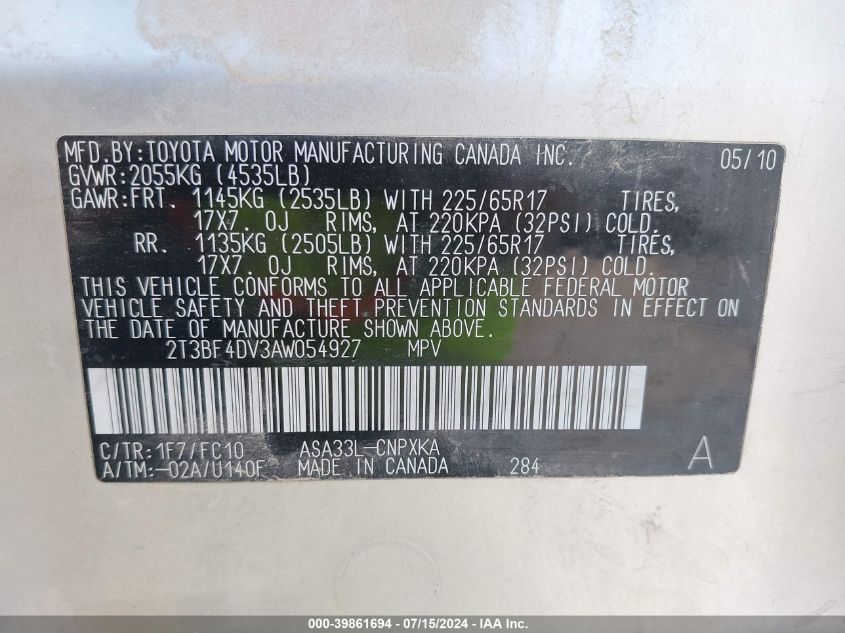 MFD.BY:TOYOTA MOTOR MANUFACTURING CANADA INC. 05/10
GVWR:2055KG (4535LB)
GAWR:FRT. 1145KG (2535LB) WITH 225/65R17 TIRES,
17X7.0J RIMS, AT 220KPA (32PSI) COLD.
RR. 1135KG (2505LB) WITH 225/65R17 TIRES,
17X7.0J RIMS, AT 220KPA (32PSI) COLD.
THIS VEHICLE CONFORMS TO ALL APPLICABLE FEDERAL MOTOR
VEHICLE SAFETY AND THEFT PREVENTION STANDARDS IN EFFECT ON
THE DATE OF MANUFACTURE SHOWN ABOVE.
2T3BF4DV3AW054927 MPV
C/TR:1F7/FC10 ASA33L-CNPXKA
A/TM:-02A/U140F MADE IN CANADA 284 A
000-39861694 - 07/15/2024 - IAA Inc.